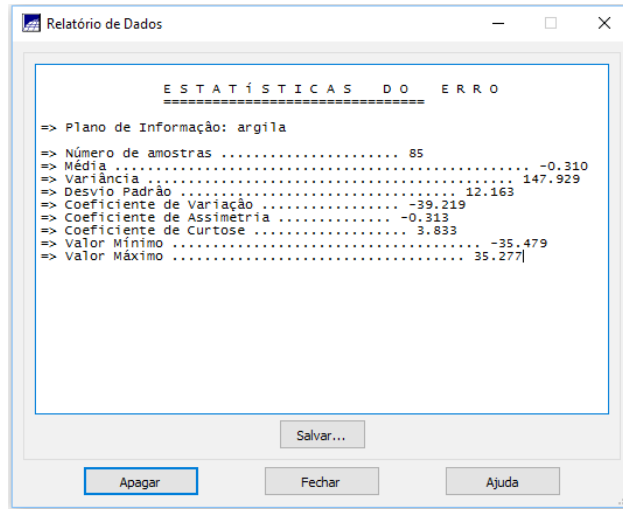 Relatório de Dados
E S T A T Í S T I C A S   D O   E R R O
===============================
=> Plano de Informação: argila
=> Número de amostras ...................... 85
=> Média ................................................... -0.310
=> Variância ............................................. 147.929
=> Desvio Padrão .................................. 12.163
=> Coeficiente de Variação ................. -39.219
=> Coeficiente de Assimetria .............. -0.313
=> Coeficiente de Curtose ................... 3.833
=> Valor Mínimo ...................................... -35.479
=> Valor Máximo .................................... 35.277
Salvar...
Apagar
Fechar
Ajuda